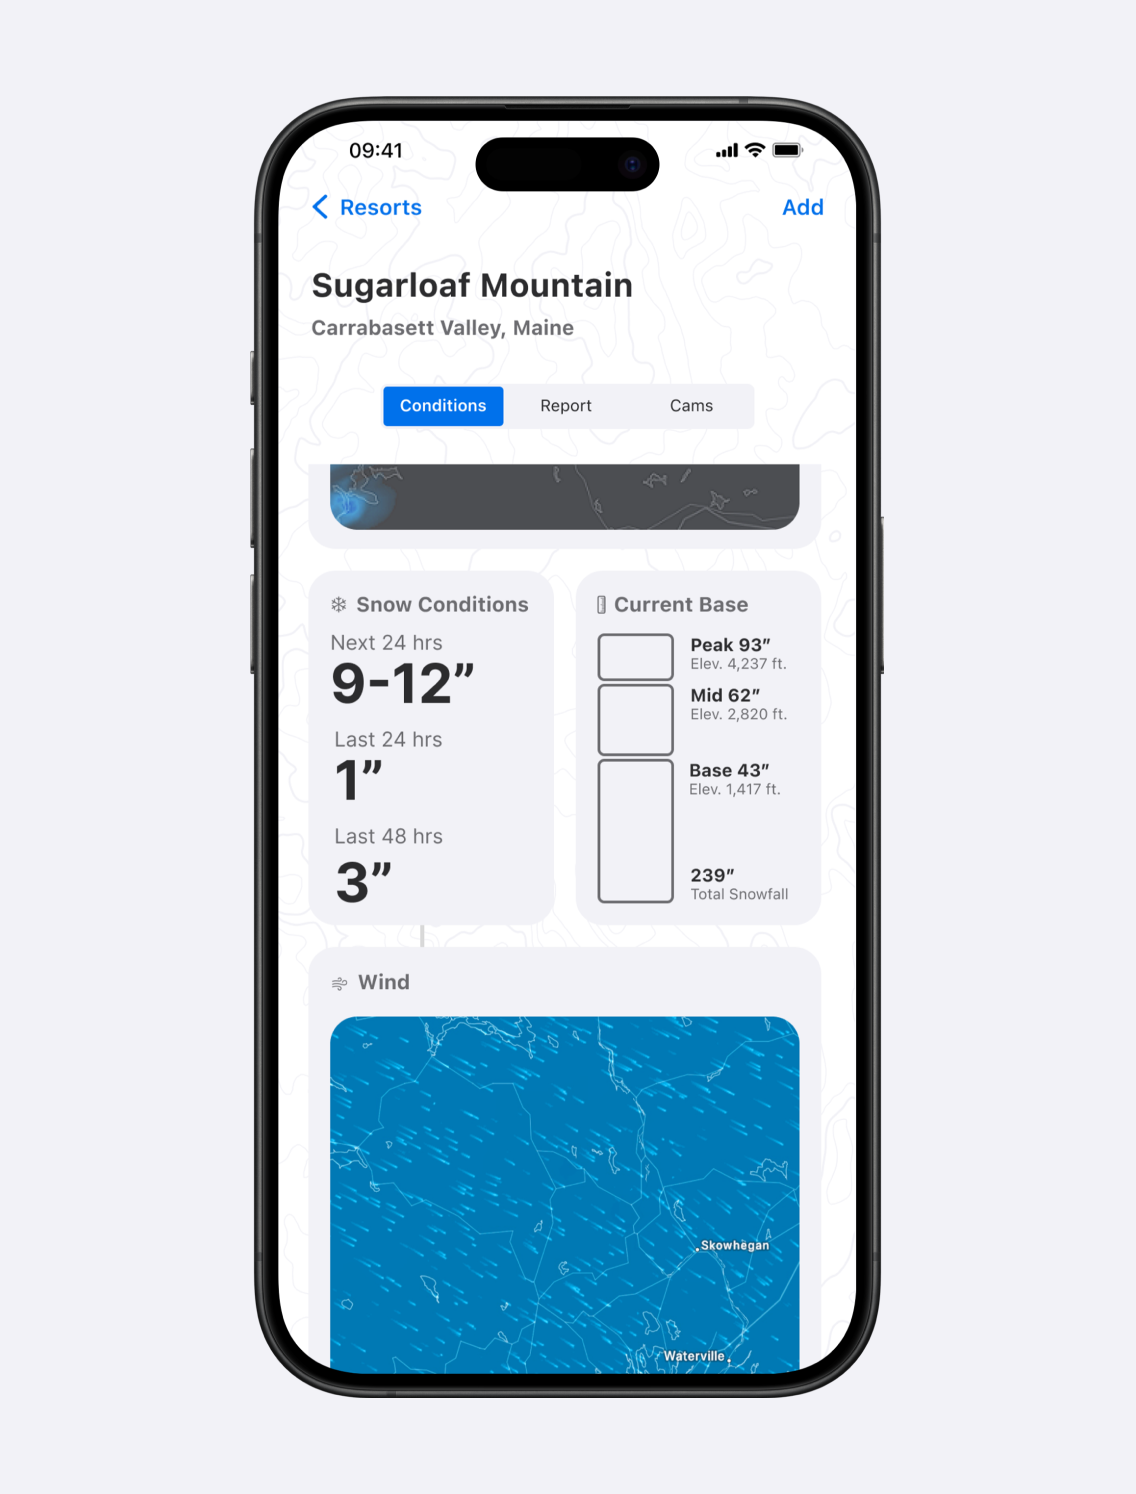 09:41
Resorts
Add
Sugarloaf Mountain
Carrabasett Valley, Maine
Conditions
Report
Cams
Snow Conditions
Next 24 hrs
9-12”
Last 24 hrs
1”
Last 48 hrs
3”
Current Base
Peak 93”
Elev. 4,237 ft.
Mid 62”
Elev. 2,820 ft.
Base 43”
Elev. 1,417 ft.
239”
Total Snowfall
Wind
Skowhegan
Waterville